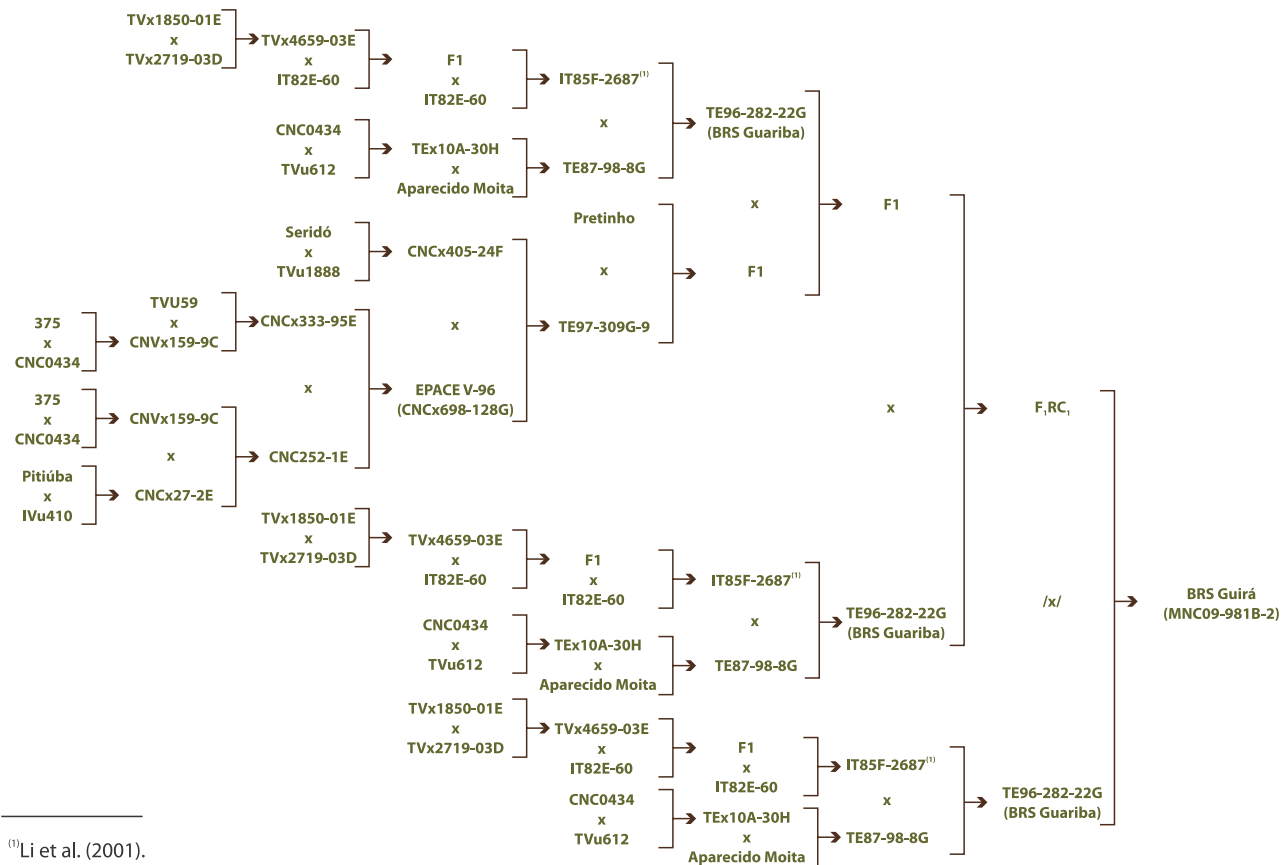 TVx1850-01E
x
TVx2719-03D
TVx4659-03E
x
IT82E-60
F1
x
IT82E-60
IT85F-2687(1)
x
TE87-98-8G
CNC0434
x
TVu612
TEx10A-30H
x
Aparecido Moita
TE96-282-22G
(BRS Guariba)
x
F1
Pretinho
x
TE97-309G-9
Seridó
x
TVu1888
CNCx405-24F
x
EPACE V-96
(CNCx698-128G)
TVU59
x
CNVx159-9C
375
x
CNC0434
CNCx333-95E
x
CNC252-1E
375
x
CNC0434
CNVx159-9C
x
CNCx27-2E
Pitiúba
x
IVu410
F1
x
TE96-282-22G
(BRS Guariba)
TVx1850-01E
x
TVx2719-03D
TVx4659-03E
x
IT82E-60
F1
x
IT82E-60
IT85F-2687(1)
x
TE87-98-8G
CNC0434
x
TVu612
TEx10A-30H
x
Aparecido Moita
F1RC1
/x/
TE96-282-22G
(BRS Guariba)
TVx1850-01E
x
TVx2719-03D
TVx4659-03E
x
IT82E-60
F1
x
IT82E-60
IT85F-2687(1)
x
TE87-98-8G
CNC0434
x
TVu612
TEx10A-30H
x
Aparecido Moita
BRS Guirá
(MNC09-981B-2)
(1)Li et al. (2001).